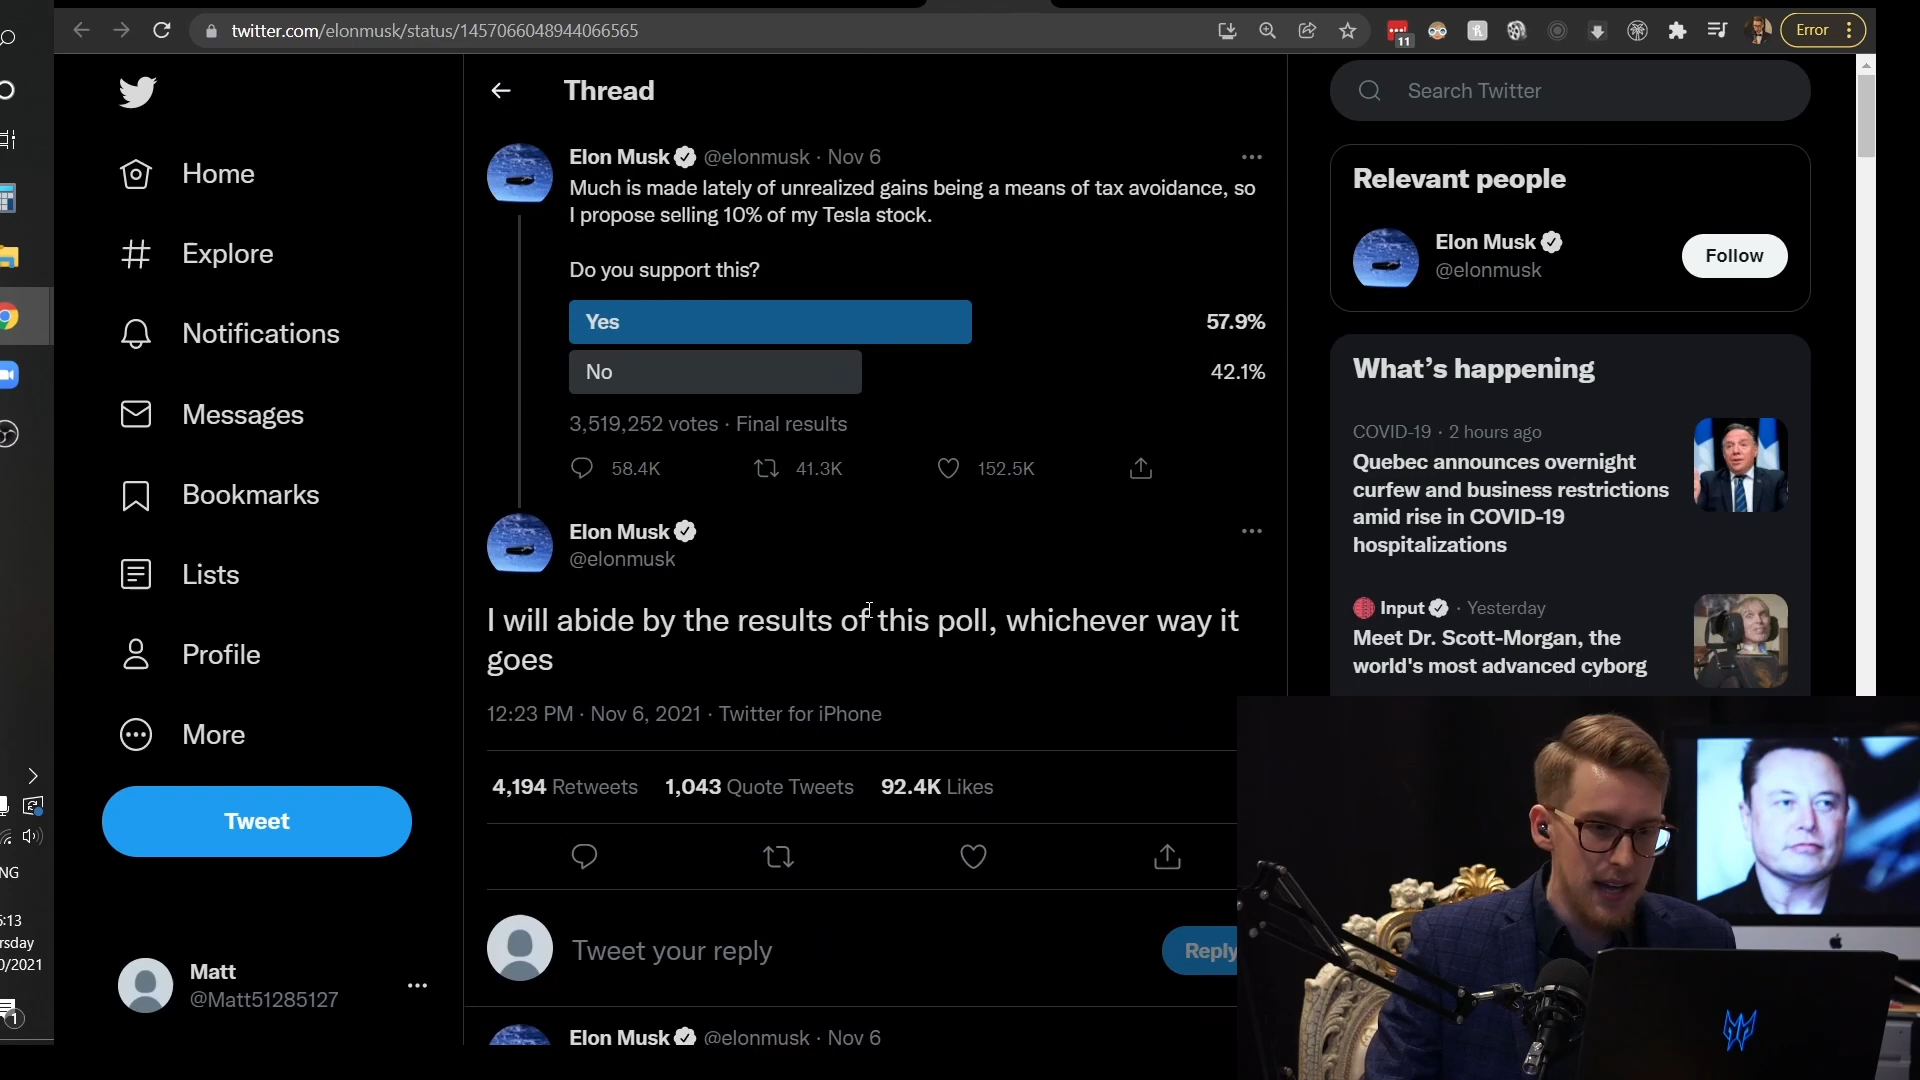 twitter.com/elonmusk/status/1457066048944066565
11
Error
Home
Explore
Notifications
Messages
Bookmarks
Lists
Profile
More
Tweet
Matt
@Matt51285127
Thread
Elon Musk @elonmusk · Nov 6
Much is made lately of unrealized gains being a means of tax avoidance, so
I propose selling 10% of my Tesla stock.
Do you support this?
Yes 57.9%
No 42.1%
3,519,252 votes · Final results
58.4K 41.3K 152.5K
Elon Musk
@elonmusk
I will abide by the results of this poll, whichever way it
goes
12:23 PM · Nov 6, 2021 · Twitter for iPhone
4,194 Retweets 1,043 Quote Tweets 92.4K Likes
Tweet your reply
Reply
Elon Musk @elonmusk · Nov 6
Search Twitter
Relevant people
Elon Musk
@elonmusk
Follow
What's happening
COVID-19 · 2 hours ago
Quebec announces overnight
curfew and business restrictions
amid rise in COVID-19
hospitalizations
Input · Yesterday
Meet Dr. Scott-Morgan, the
world's most advanced cyborg
1